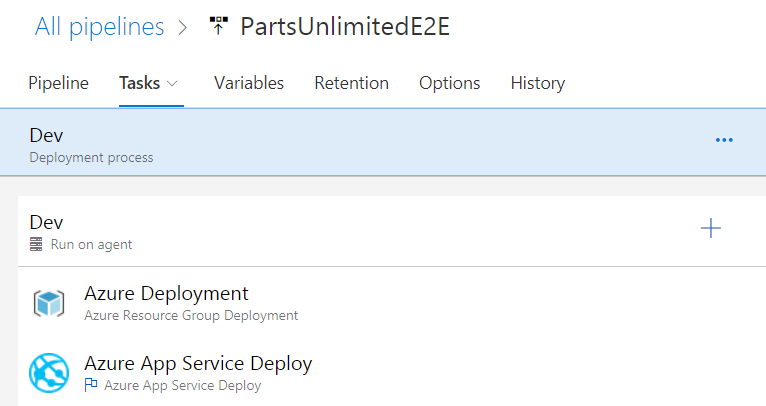 All pipelines > PartsUnlimitedE2E
Pipeline Tasks Variables Retention Options History
Dev
Deployment process
Dev
Run on agent
Azure Deployment
Azure Resource Group Deployment
Azure App Service Deploy
Azure App Service Deploy